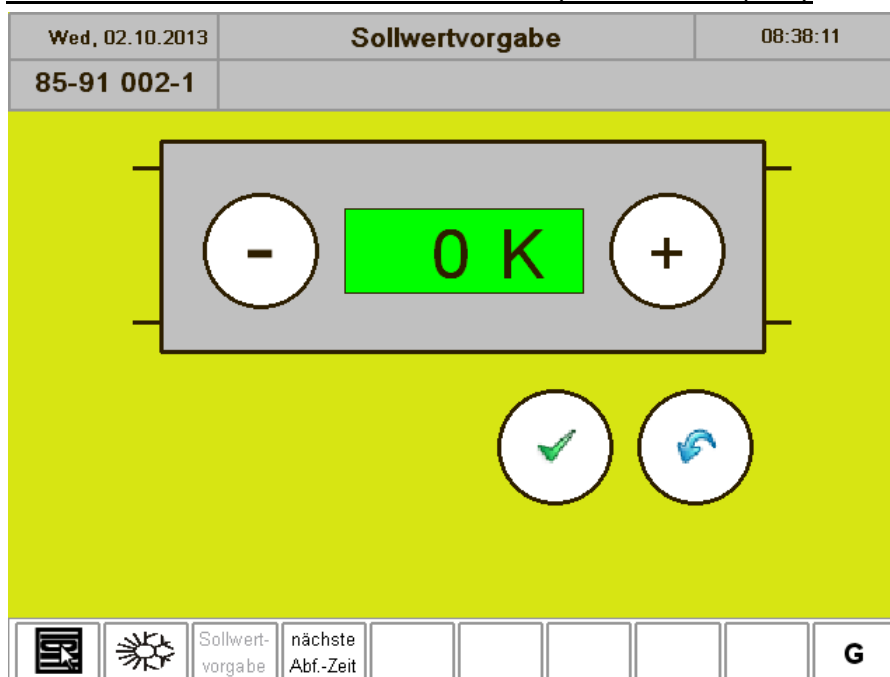 Wed, 02.10.2013 Sollwertvorgabe 08:38:11
85-91 002-1
- 0 K +
Sollwert-
vorgabe
nächste
Abf.-Zeit
G